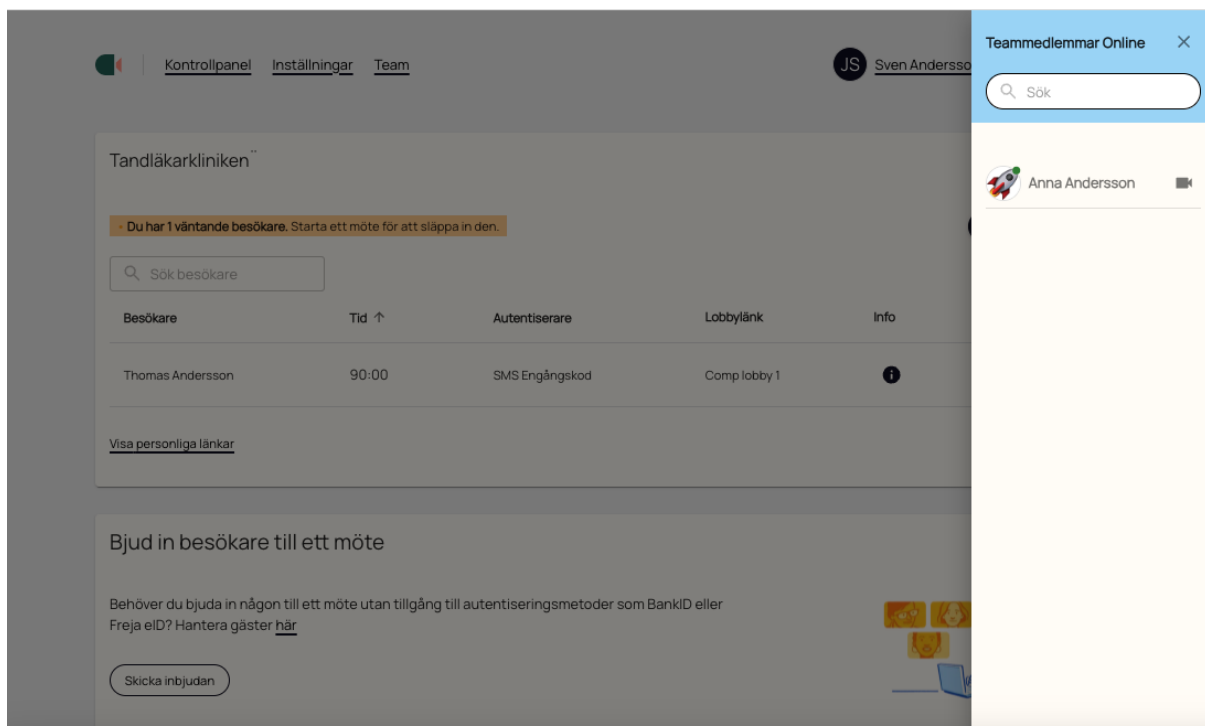 Kontrollpanel Inställningar Team
JS Sven Anderss
Teammedlemmar Online
Sök
Tandläkarkliniken¨
Anna Andersson
Du har 1 väntande besökare. Starta ett möte för att släppa in den.
Sök besökare
Besökare Tid ↑ Autentiserare Lobbylänk Info
Thomas Andersson 90:00 SMS Engångskod Comp lobby 1
Visa personliga länkar
Bjud in besökare till ett möte
Behöver du bjuda in någon till ett möte utan tillgång till autentiseringsmetoder som BankID eller
Freja eID? Hantera gäster här
Skicka inbjudan